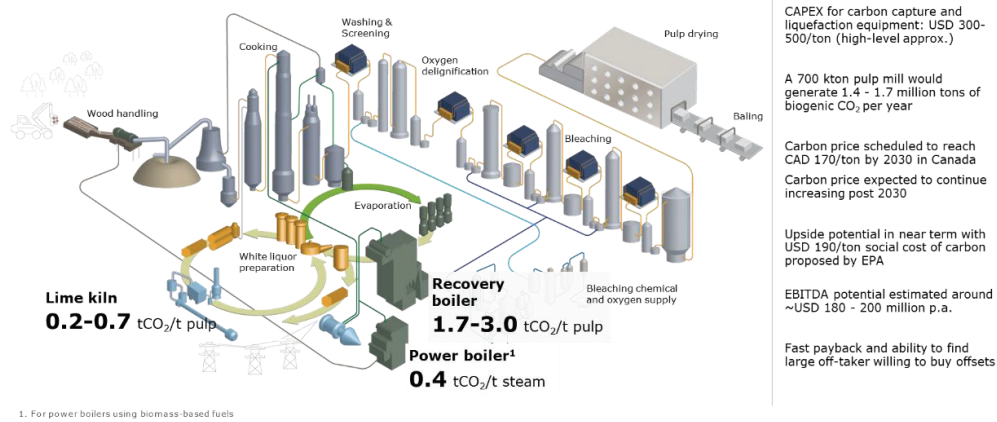 Washing &
Screening
Cooking
Oxygen
delignification
Pulp drying
Wood handling
Bleaching
Baling
Evaporation
White liquor
preparation
Bleaching chemical
and oxygen supply
Lime kiln
0.2-0.7 tCO₂/t pulp
Recovery
boiler
1.7-3.0 tCO₂/t pulp
Power boiler¹
0.4 tCO₂/t steam
1. For power boilers using biomass-based fuels
CAPEX for carbon capture and
liquefaction equipment: USD 300-
500/ton (high-level approx.)
A 700 kton pulp mill would
generate 1.4 - 1.7 million tons of
biogenic CO₂ per year
Carbon price scheduled to reach
CAD 170/ton by 2030 in Canada
Carbon price expected to continue
increasing post 2030
Upside potential in near term with
USD 190/ton social cost of carbon
proposed by EPA
EBITDA potential estimated around
~USD 180 - 200 million p.a.
Fast payback and ability to find
large off-taker willing to buy offsets